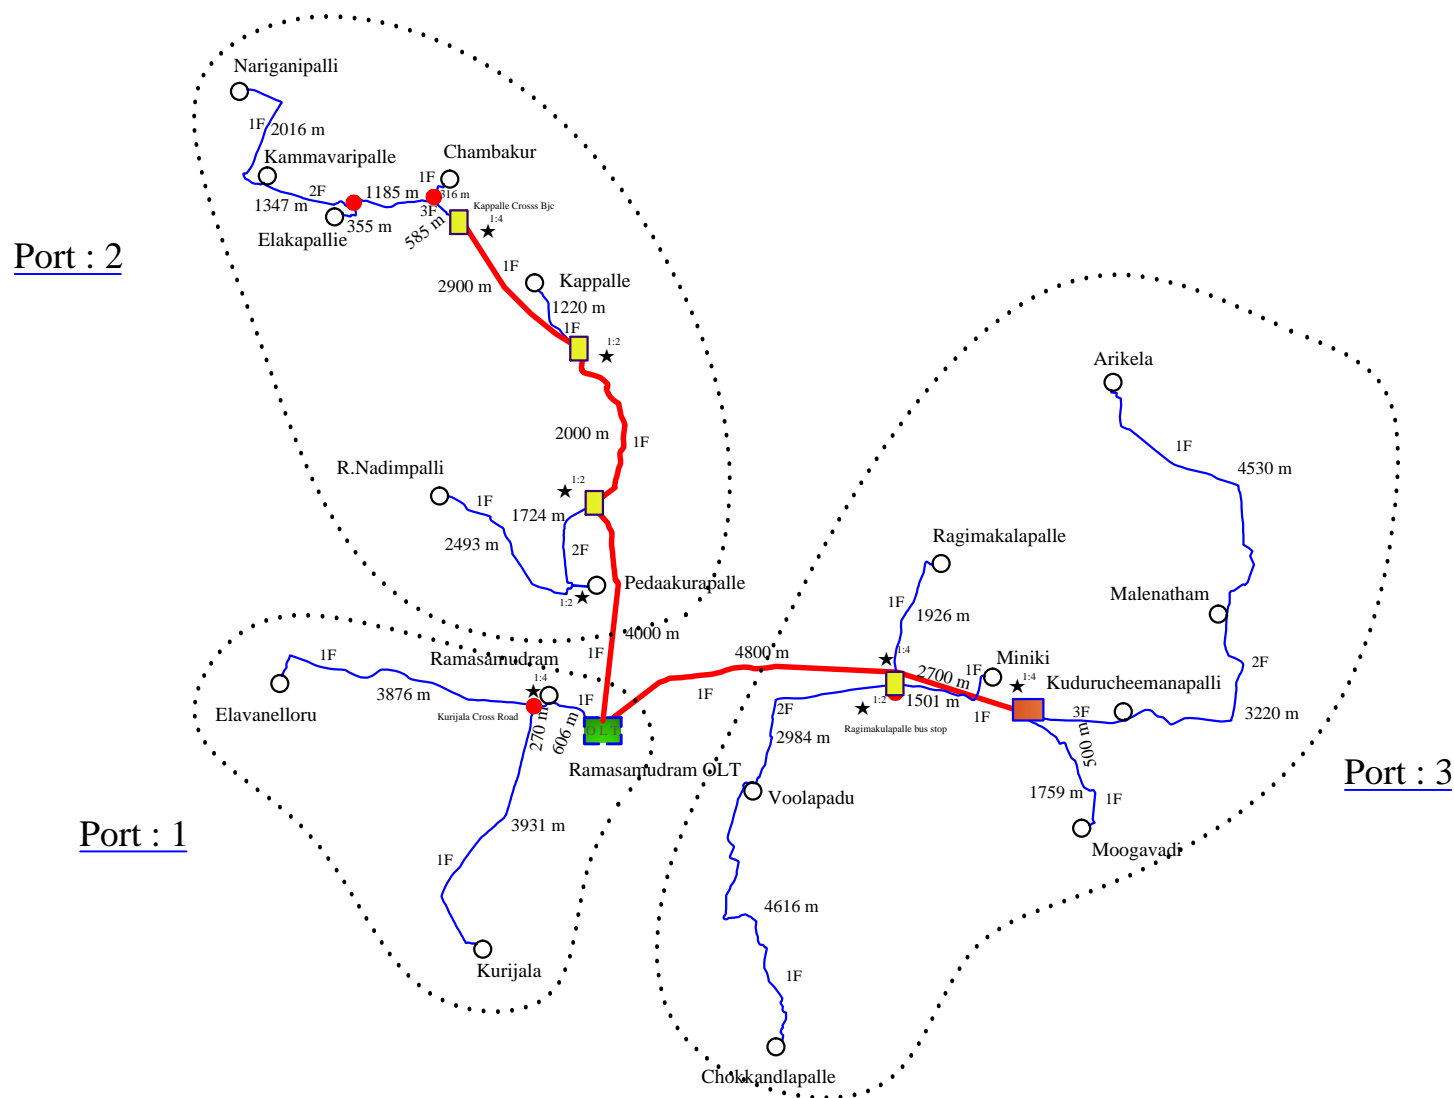 Nariganipalli
1F
2016 m
Kammavaripalle
Chambakur
2F
1185 m
1F
316 m
1347 m
355 m
3F
Kappalle Crosss Bjc
1:4
585 m
Elakapallie
Port : 2
1F
2900 m
Kappalle
1220 m
1F
1:2
Arikela
2000 m
1F
1F
4530 m
R.Nadimpalli
1:2
1F
1724 m
2493 m
2F
Ragimakalapalle
Pedaakurapalle
1:2
1F
1926 m
Malenatham
4000 m
1F
4800 m
1:4
2F
Ramasamudram
1F
1:4
3876 m
1F
1F
2700 m
1F
Miniki
1:4
Kudurucheemanapalli
Elavanelloru
Kurijala Cross Road
270 m
606 m
OLT
2F
1:2
1501 m
1F
3F
3220 m
Ragimakulapalle bus stop
500 m
2984 m
Ramasamudram OLT
Port : 3
Voolapadu
1759 m
1F
3931 m
Port : 1
Moogavadi
1F
4616 m
Kurijala
1F
Chokkandlapalle